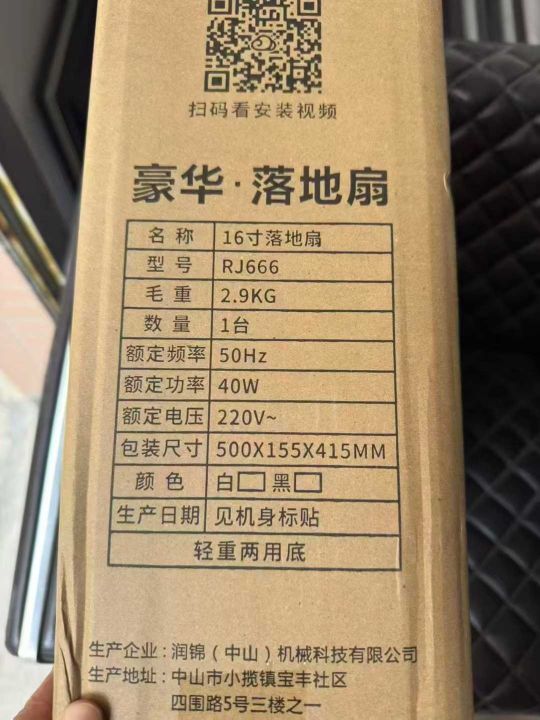 扫码看安装视频
豪华·落地扇
名 称 16寸落地扇
型 号 RJ666
毛 重 2.9KG
数 量 1台
额定频率 50Hz
额定功率 40W
额定电压 220V~
包装尺寸 500X155X415MM
颜 色 白□ 黑□
生产日期 见机身标贴
轻重两用底
生产企业：润锦（中山）机械科技有限公司
生产地址：中山市小揽镇宝丰社区
四围路5号三楼之一